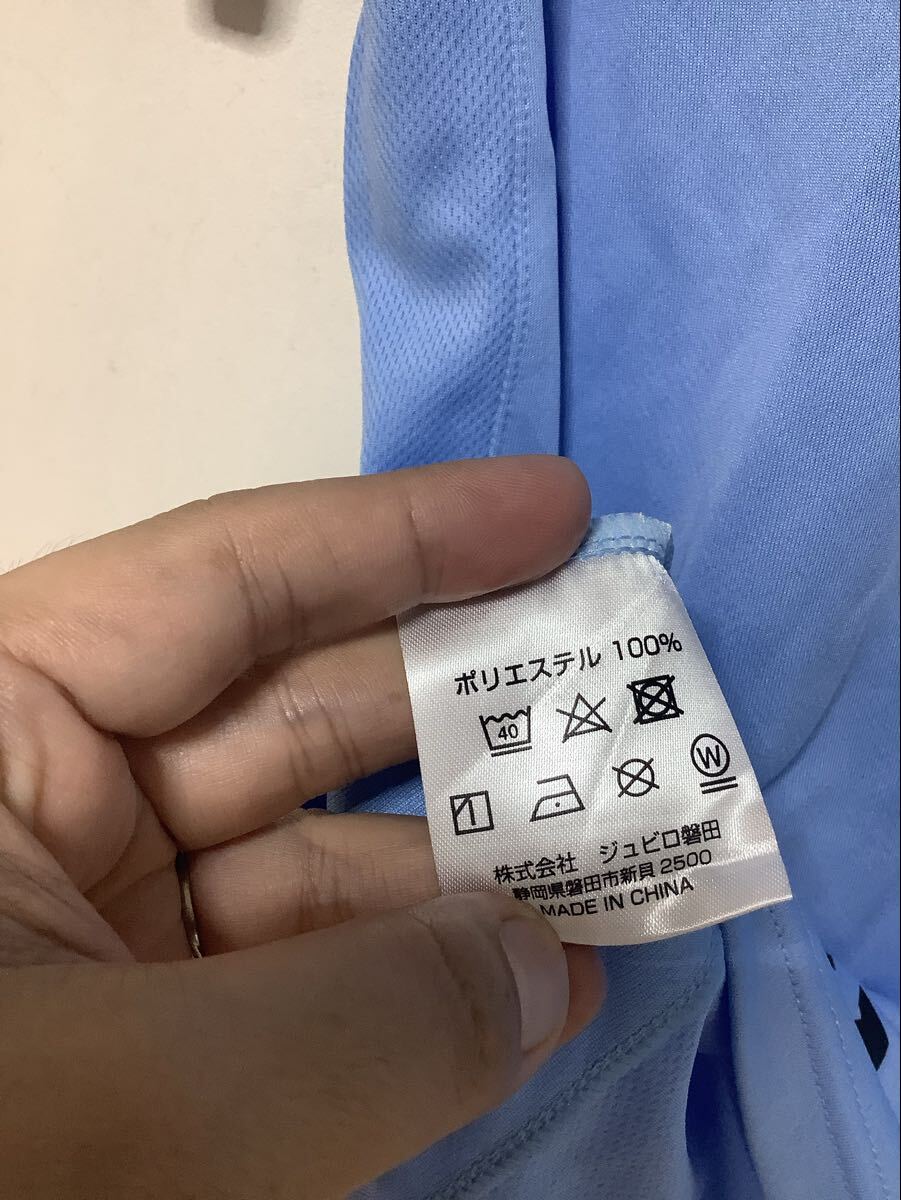 ポリエステル 100%
40
W
株式会社 ジュビロ磐田
静岡県磐田市新貝 2500
MADE IN CHINA